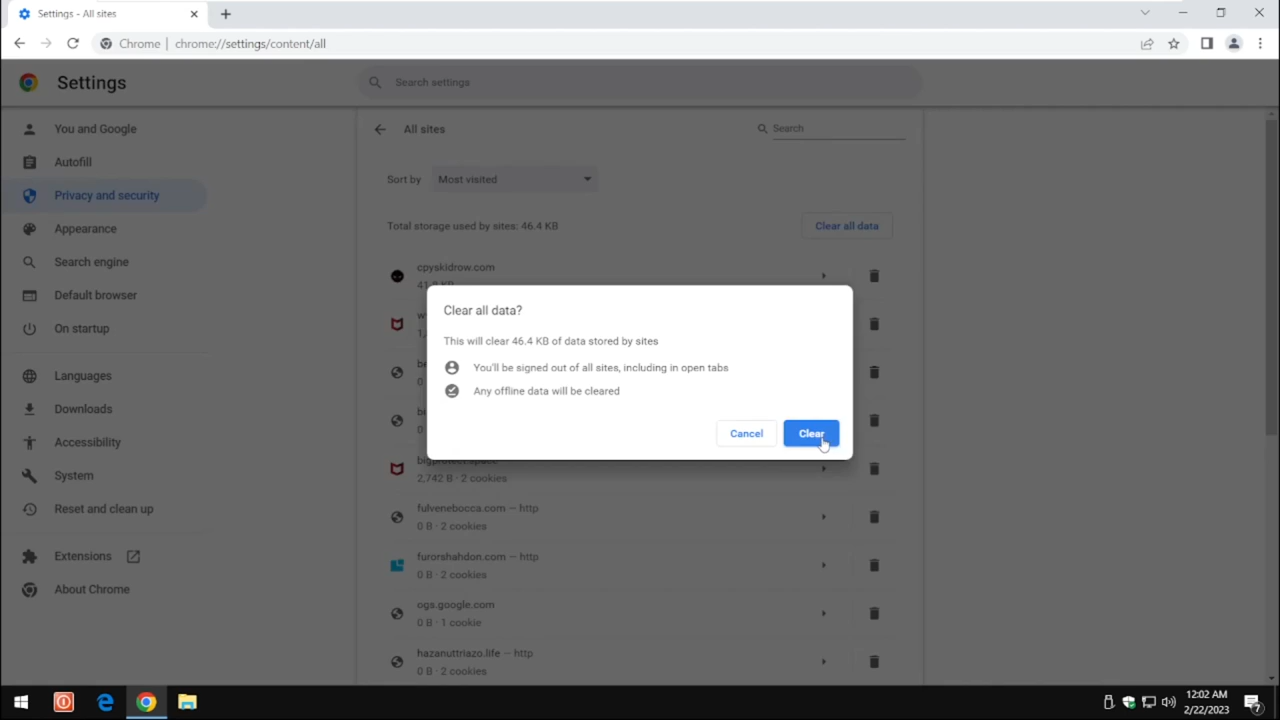 Settings - All sites
Chrome | chrome://settings/content/all
Settings
Search settings
You and Google
Autofill
Privacy and security
Appearance
Search engine
Default browser
On startup
Languages
Downloads
Accessibility
System
Reset and clean up
Extensions
About Chrome
All sites
Search
Sort by Most visited
Total storage used by sites: 46.4 KB
Clear all data
cpyskidrow.com
Clear all data?
This will clear 46.4 KB of data stored by sites
You'll be signed out of all sites, including in open tabs
Any offline data will be cleared
Cancel
Clear
2,742 B · 2 cookies
fulvenebocca.com — http
0 B · 2 cookies
furorshahdon.com — http
0 B · 2 cookies
ogs.google.com
0 B · 1 cookie
hazanuttriazo.life — http
0 B · 2 cookies
12:02 AM
2/22/2023
7